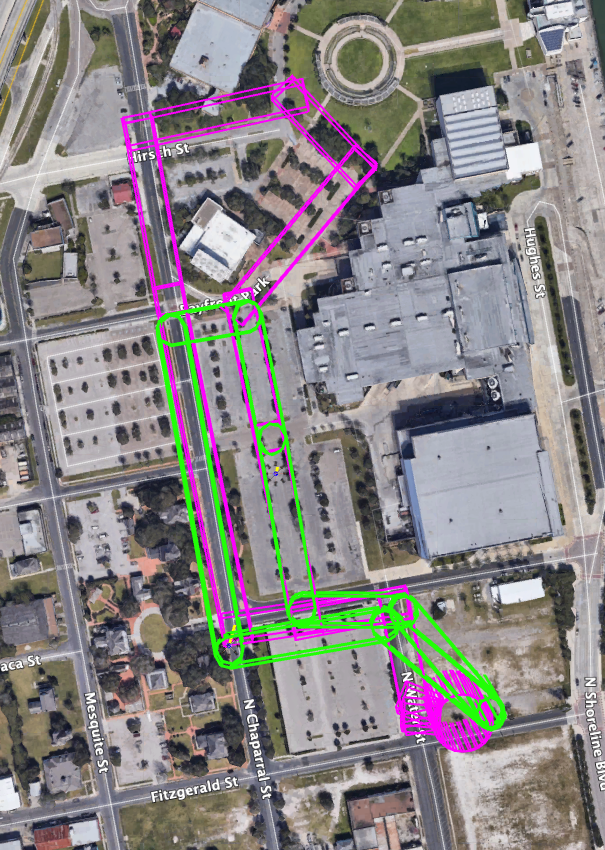 Hirsch St
Bayfront Park
Hughes St
aca St
Mesquite St
N Chaparral St
N Water St
N Shoreline Blvd
Fitzgerald St